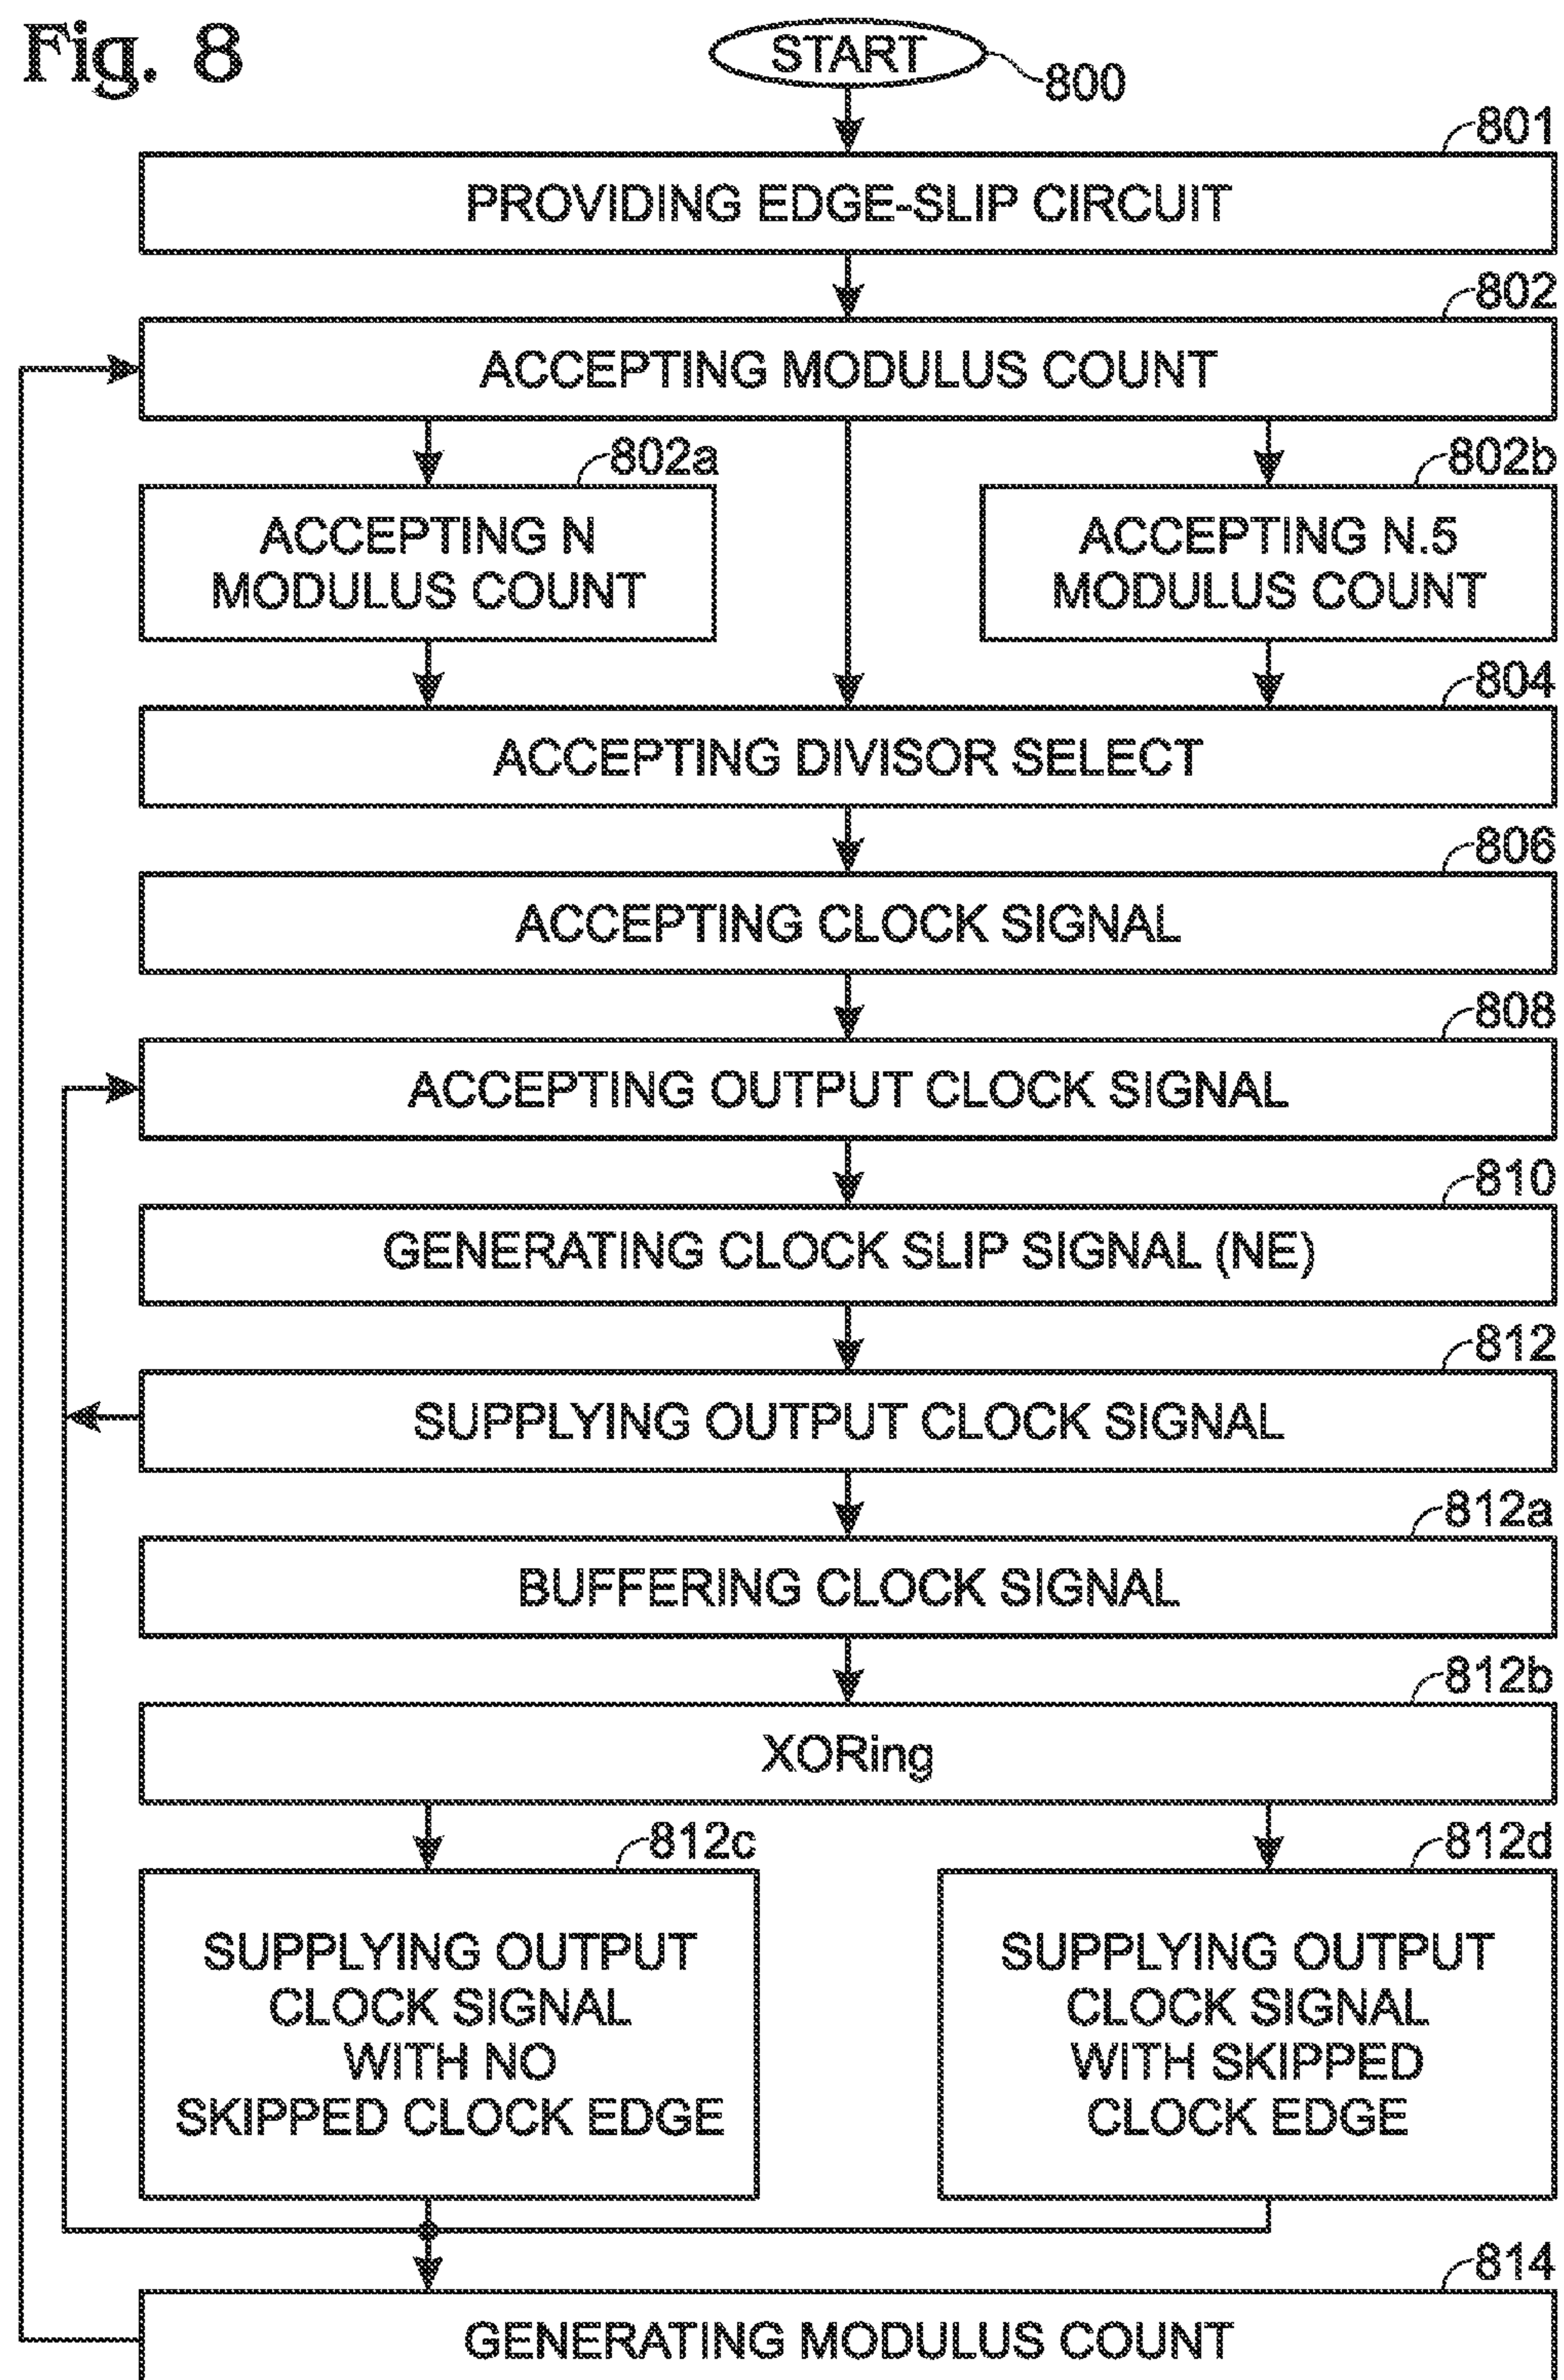 Fig. 8
START
800
801
PROVIDING EDGE-SLIP CIRCUIT
802
ACCEPTING MODULUS COUNT
802a
ACCEPTING N
MODULUS COUNT
802b
ACCEPTING N.5
MODULUS COUNT
804
ACCEPTING DIVISOR SELECT
806
ACCEPTING CLOCK SIGNAL
808
ACCEPTING OUTPUT CLOCK SIGNAL
810
GENERATING CLOCK SLIP SIGNAL (NE)
812
SUPPLYING OUTPUT CLOCK SIGNAL
812a
BUFFERING CLOCK SIGNAL
812b
XORing
812c
SUPPLYING OUTPUT
CLOCK SIGNAL
WITH NO
SKIPPED CLOCK EDGE
812d
SUPPLYING OUTPUT
CLOCK SIGNAL
WITH SKIPPED
CLOCK EDGE
814
GENERATING MODULUS COUNT